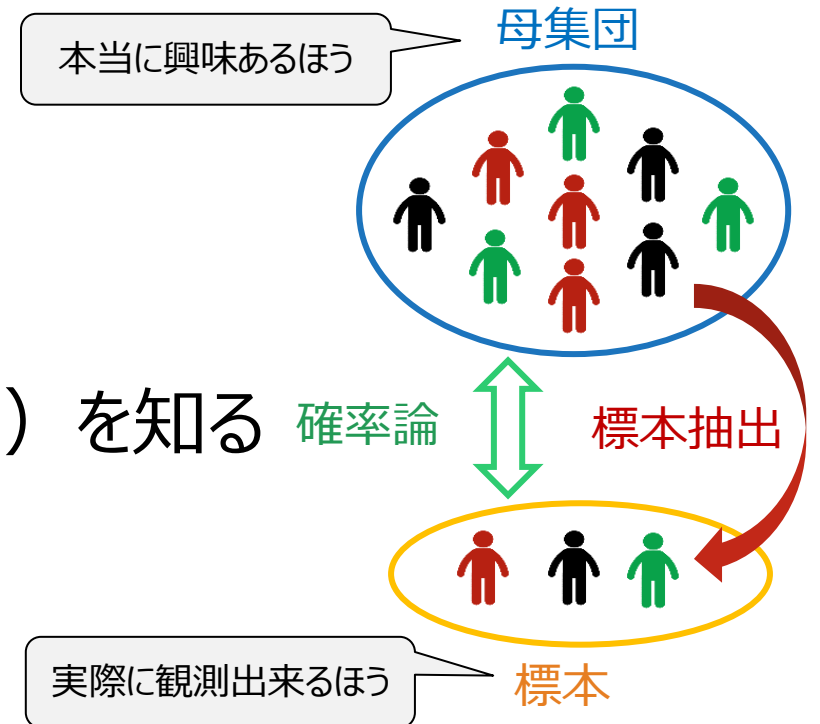 母集団
本当に興味あるほう
）を知る
確率論
標本抽出
実際に観測出来るほう
標本